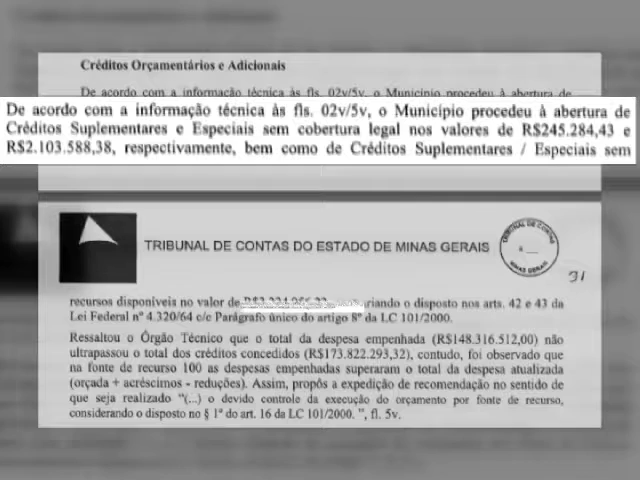 Créditos Orçamentários e Adicionais
De acordo com a informação técnica às fls. 02v/5v, o Município procedeu à abertura de
De acordo com a informação técnica às fls. 02v/5v, o Município procedeu à abertura de
Créditos Suplementares e Especiais sem cobertura legal nos valores de R$245.284,43 e
R$2.103.588,38, respectivamente, bem como de Créditos Suplementares / Especiais sem
TRIBUNAL DE CONTAS DO ESTADO DE MINAS GERAIS
TRIBUNAL DE CONTAS
MINAS GERAIS
31
recursos disponíveis no valor de riando o disposto nos arts. 42 e 43 da
Lei Federal nº 4.320/64 c/c Parágrafo único do artigo 8º da LC 101/2000.
Ressaltou o Órgão Técnico que o total da despesa empenhada (R$148.316.512,00) não
ultrapassou o total dos créditos concedidos (R$173.822.293,32), contudo, foi observado que
na fonte de recurso 100 as despesas empenhadas superaram o total da despesa atualizada
(orçada + acréscimos - reduções). Assim, propôs a expedição de recomendação no sentido de
que seja realizado "(...) o devido controle da execução do orçamento por fonte de recurso,
considerando o disposto no § 1º do art. 16 da LC 101/2000. ", fl. 5v.